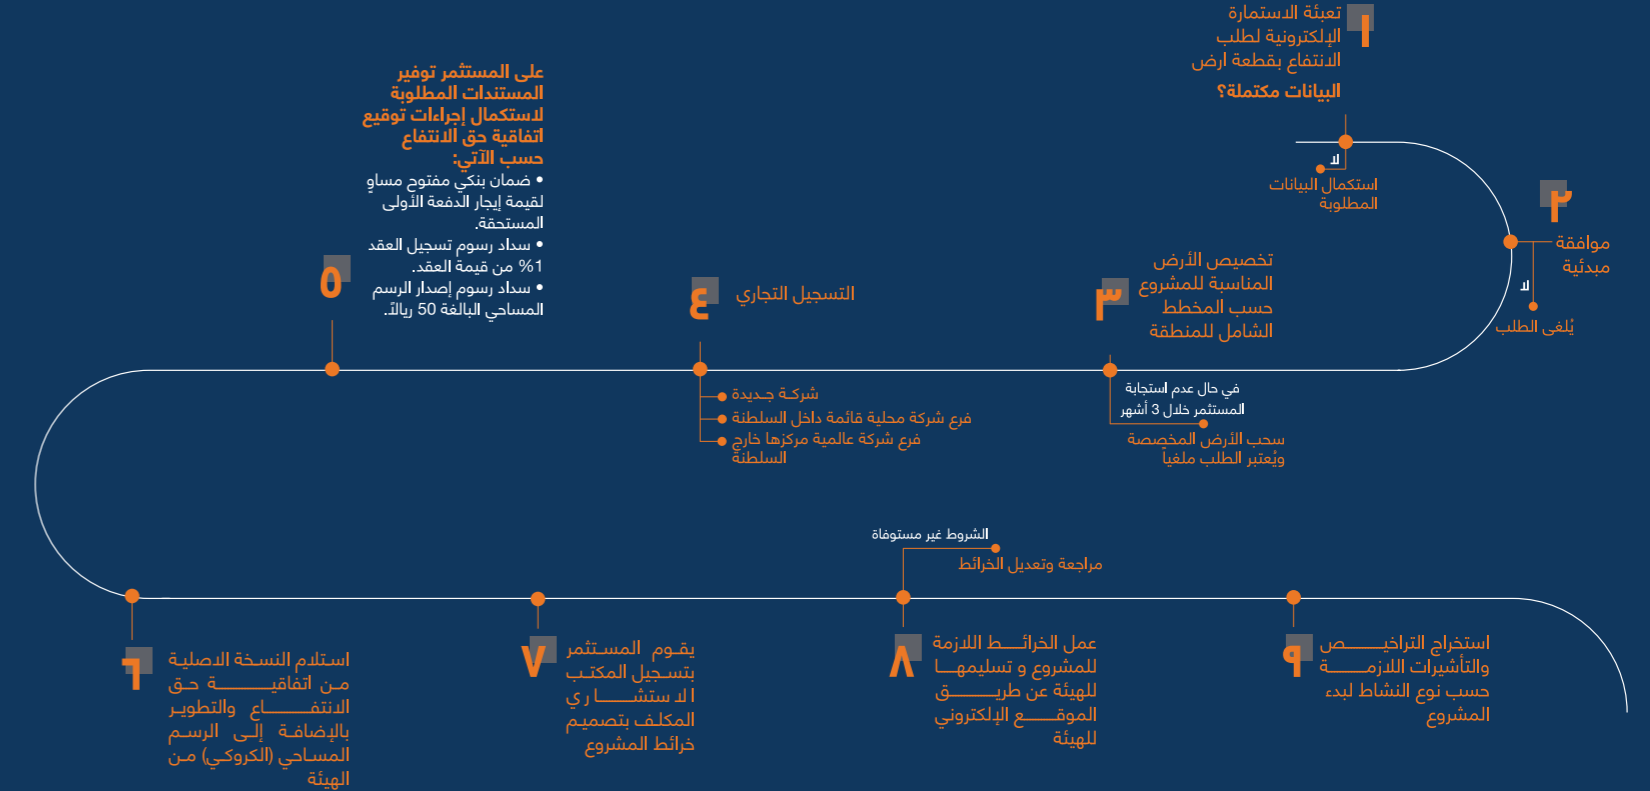 ١
تعبئة الاستمارة
الإلكترونية لطلب
الانتفاع بقطعة ارض
البيانات مكتملة؟
لا
استكمال البيانات
المطلوبة
٢
موافقة
مبدئية
لا
يُلغى الطلب
٣
تخصيص الأرض
المناسبة للمشروع
حسب المخطط
الشامل للمنطقة
في حال عدم استجابة
المستثمر خلال 3 أشهر
سحب الأرض المخصصة
ويُعتبر الطلب ملغياً
٤
التسجيل التجاري
شركة جديدة
فرع شركة محلية قائمة داخل السلطنة
فرع شركة عالمية مركزها خارج
السلطنة
٥
على المستثمر توفير
المستندات المطلوبة
لاستكمال إجراءات توقيع
اتفاقية حق الانتفاع
حسب الآتي:
• ضمان بنكي مفتوح مساوٍ
لقيمة إيجار الدفعة الأولى
المستحقة.
• سداد رسوم تسجيل العقد
1% من قيمة العقد.
• سداد رسوم إصدار الرسم
المساحي البالغة 50 ريالاً.
٦
استلام النسخة الاصلية
من اتفاقية حق
الانتفاع والتطوير
بالإضافة إلى الرسم
المساحي (الكروكي) من
الهيئة
٧
يقوم المستثمر
بتسجيل المكتب
الاستشاري
المكلف بتصميم
خرائط المشروع
٨
عمل الخرائط اللازمة
للمشروع و تسليمها
للهيئة عن طريق
الموقع الإلكتروني
للهيئة
الشروط غير مستوفاة
مراجعة وتعديل الخرائط
٩
استخراج التراخيص
والتأشيرات اللازمة
حسب نوع النشاط لبدء
المشروع